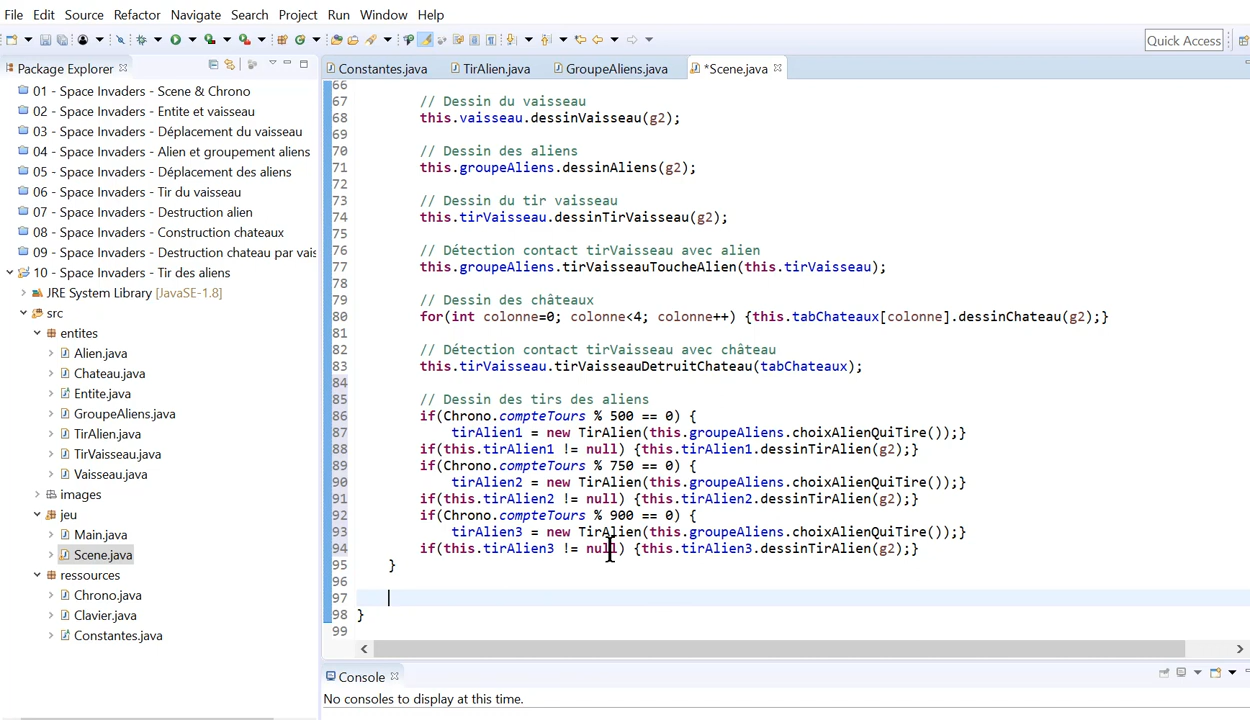 File Edit Source Refactor Navigate Search Project Run Window Help
Quick Access
Package Explorer
Constantes.java TirAlien.java GroupeAliens.java *Scene.java
01 - Space Invaders - Scene & Chrono
02 - Space Invaders - Entite et vaisseau
03 - Space Invaders - Déplacement du vaisseau
04 - Space Invaders - Alien et groupement aliens
05 - Space Invaders - Déplacement des aliens
06 - Space Invaders - Tir du vaisseau
07 - Space Invaders - Destruction alien
08 - Space Invaders - Construction chateaux
09 - Space Invaders - Destruction chateau par vais
10 - Space Invaders - Tir des aliens
JRE System Library [JavaSE-1.8]
src
entites
Alien.java
Chateau.java
Entite.java
GroupeAliens.java
TirAlien.java
TirVaisseau.java
Vaisseau.java
images
jeu
Main.java
Scene.java
ressources
Chrono.java
Clavier.java
Constantes.java
66
67 // Dessin du vaisseau
68 this.vaisseau.dessinVaisseau(g2);
69
70 // Dessin des aliens
71 this.groupeAliens.dessinAliens(g2);
72
73 // Dessin du tir vaisseau
74 this.tirVaisseau.dessinTirVaisseau(g2);
75
76 // Détection contact tirVaisseau avec alien
77 this.groupeAliens.tirVaisseauToucheAlien(this.tirVaisseau);
78
79 // Dessin des châteaux
80 for(int colonne=0; colonne<4; colonne++) {this.tabChateaux[colonne].dessinChateau(g2);}
81
82 // Détection contact tirVaisseau avec château
83 this.tirVaisseau.tirVaisseauDetruitChateau(tabChateaux);
84
85 // Dessin des tirs des aliens
86 if(Chrono.compteTours % 500 == 0) {
87 tirAlien1 = new TirAlien(this.groupeAliens.choixAlienQuiTire());}
88 if(this.tirAlien1 != null) {this.tirAlien1.dessinTirAlien(g2);}
89 if(Chrono.compteTours % 750 == 0) {
90 tirAlien2 = new TirAlien(this.groupeAliens.choixAlienQuiTire());}
91 if(this.tirAlien2 != null) {this.tirAlien2.dessinTirAlien(g2);}
92 if(Chrono.compteTours % 900 == 0) {
93 tirAlien3 = new TirAlien(this.groupeAliens.choixAlienQuiTire());}
94 if(this.tirAlien3 != null) {this.tirAlien3.dessinTirAlien(g2);}
95 }
96
97
98 }
99
Console
No consoles to display at this time.